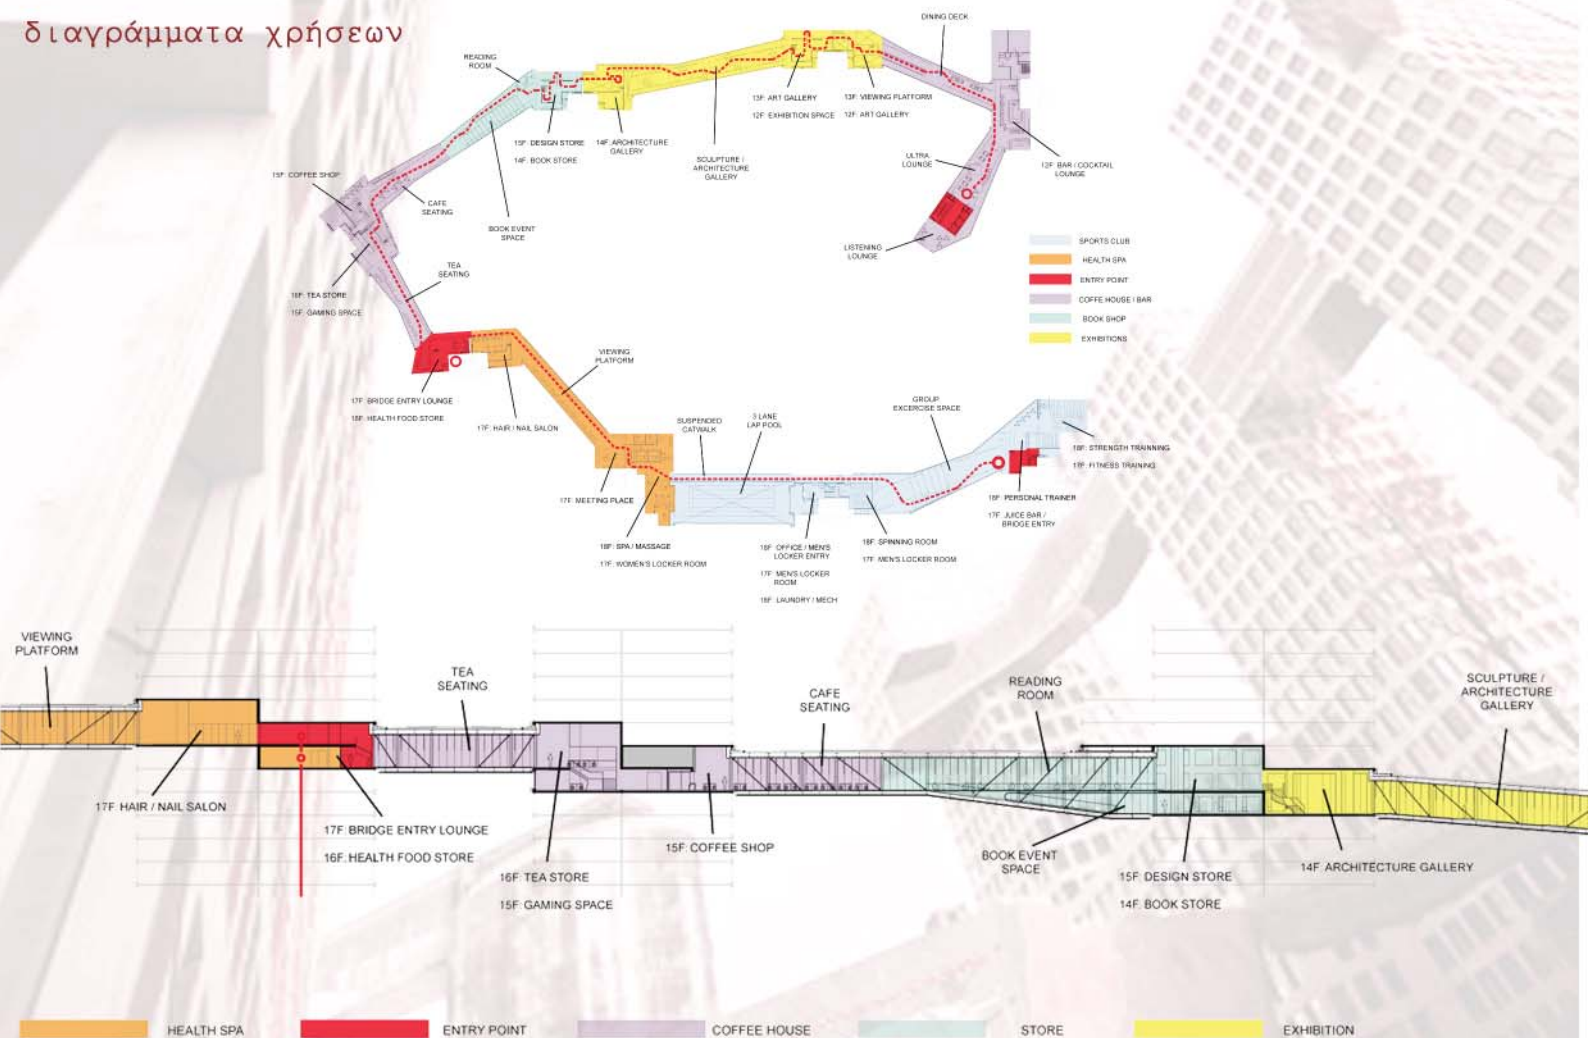 διαγράμματα χρήσεων
DINING DECK
READING
ROOM
13F: ART GALLERY
12F: EXHIBITION SPACE
13F: VIEWING PLATFORM
12F: ART GALLERY
15F: DESIGN STORE
14F: BOOK STORE
14F: ARCHITECTURE
GALLERY
SCULPTURE /
ARCHITECTURE
GALLERY
ULTRA
LOUNGE
12F: BAR / COCKTAIL
LOUNGE
15F: COFFEE SHOP
CAFE
SEATING
BOOK EVENT
SPACE
LISTENING
LOUNGE
TEA
SEATING
16F: TEA STORE
15F: GAMING SPACE
SPORTS CLUB
HEALTH SPA
ENTRY POINT
COFFE HOUSE / BAR
BOOK SHOP
EXHIBITIONS
VIEWING
PLATFORM
17F: BRIDGE ENTRY LOUNGE
16F: HEALTH FOOD STORE
17F: HAIR / NAIL SALON
SUSPENDED
CATWALK
3 LANE
LAP POOL
GROUP
EXCERCISE SPACE
18F: STRENGTH TRAINNING
17F: FITNESS TRAINING
17F: MEETING PLACE
18F: PERSONAL TRAINER
17F: JUICE BAR /
BRIDGE ENTRY
18F: SPA / MASSAGE
17F: WOMEN'S LOCKER ROOM
18F: OFFICE / MEN'S
LOCKER ENTRY
17F: MEN'S LOCKER
ROOM
16F: LAUNDRY / MECH
18F: SPINNING ROOM
17F: MEN'S LOCKER ROOM
VIEWING
PLATFORM
TEA
SEATING
CAFE
SEATING
READING
ROOM
SCULPTURE /
ARCHITECTURE
GALLERY
17F: HAIR / NAIL SALON
17F: BRIDGE ENTRY LOUNGE
16F: HEALTH FOOD STORE
15F: COFFEE SHOP
16F: TEA STORE
15F: GAMING SPACE
BOOK EVENT
SPACE
15F: DESIGN STORE
14F: BOOK STORE
14F: ARCHITECTURE GALLERY
HEALTH SPA
ENTRY POINT
COFFEE HOUSE
STORE
EXHIBITION